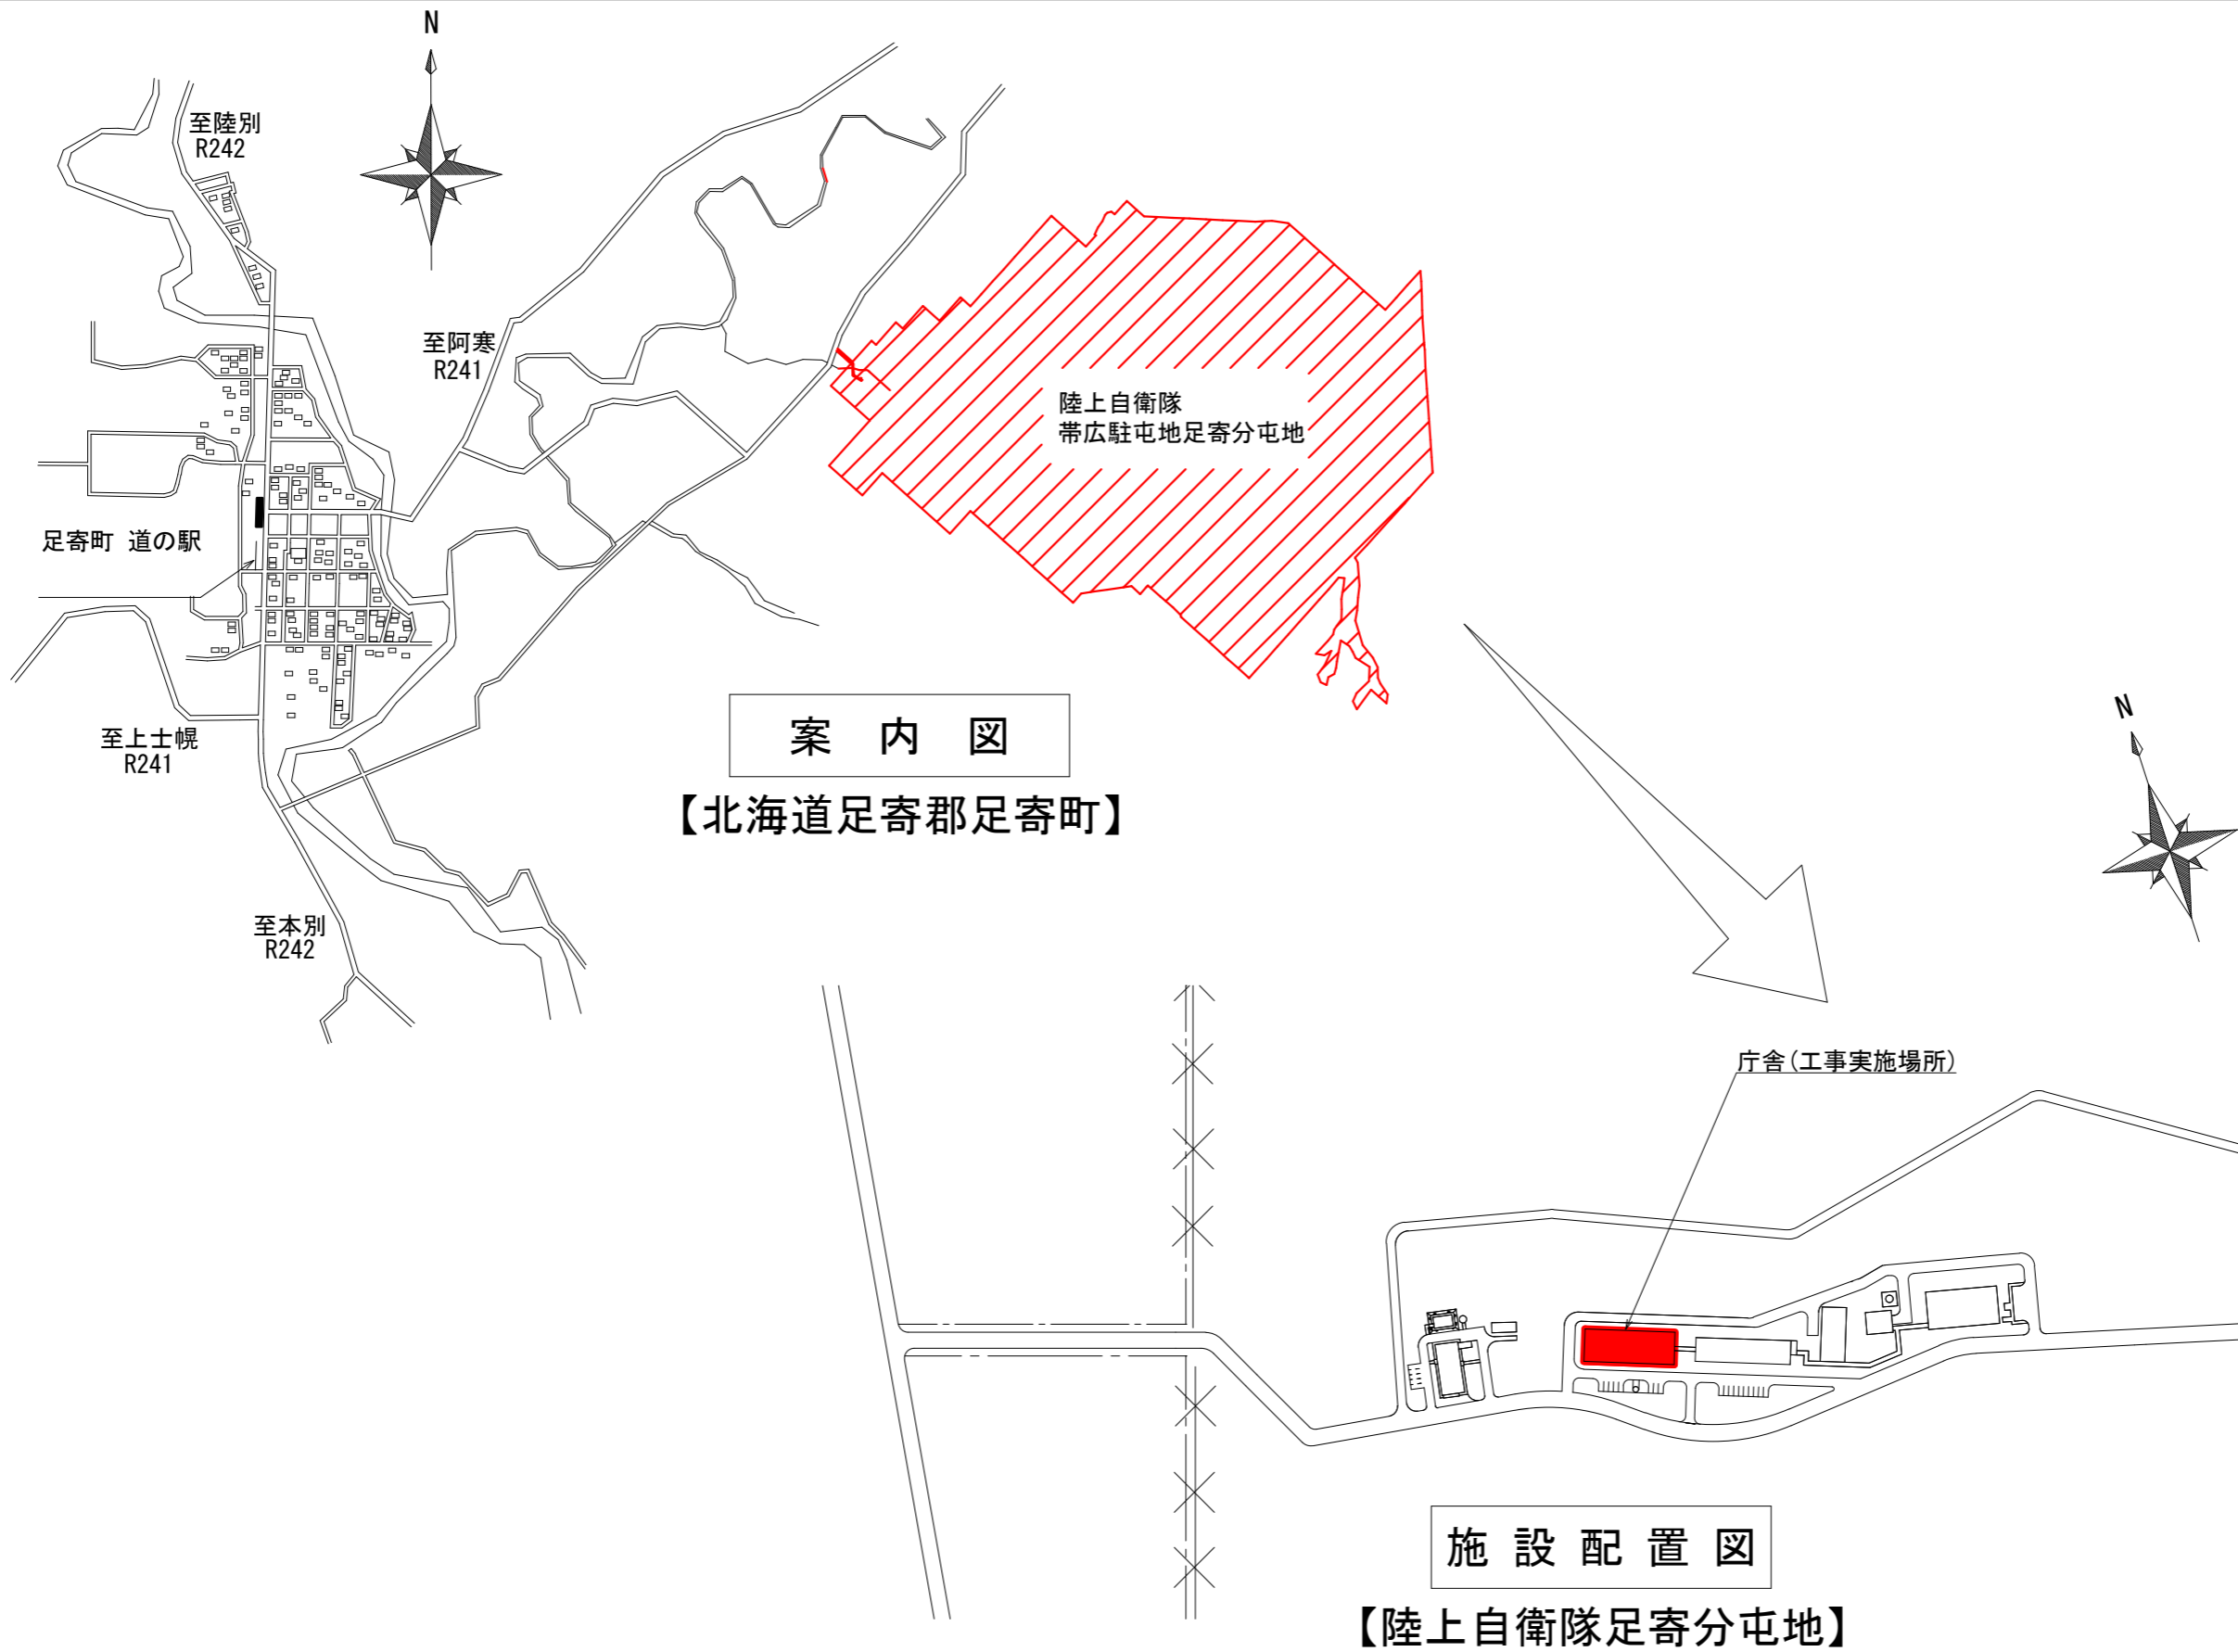 N
至陸別
R242
至阿寒
R241
陸上自衛隊
帯広駐屯地足寄分屯地
足寄町 道の駅
案 内 図
【北海道足寄郡足寄町】
至上士幌
R241
至本別
R242
N
庁舎(工事実施場所)
施 設 配 置 図
【陸上自衛隊足寄分屯地】